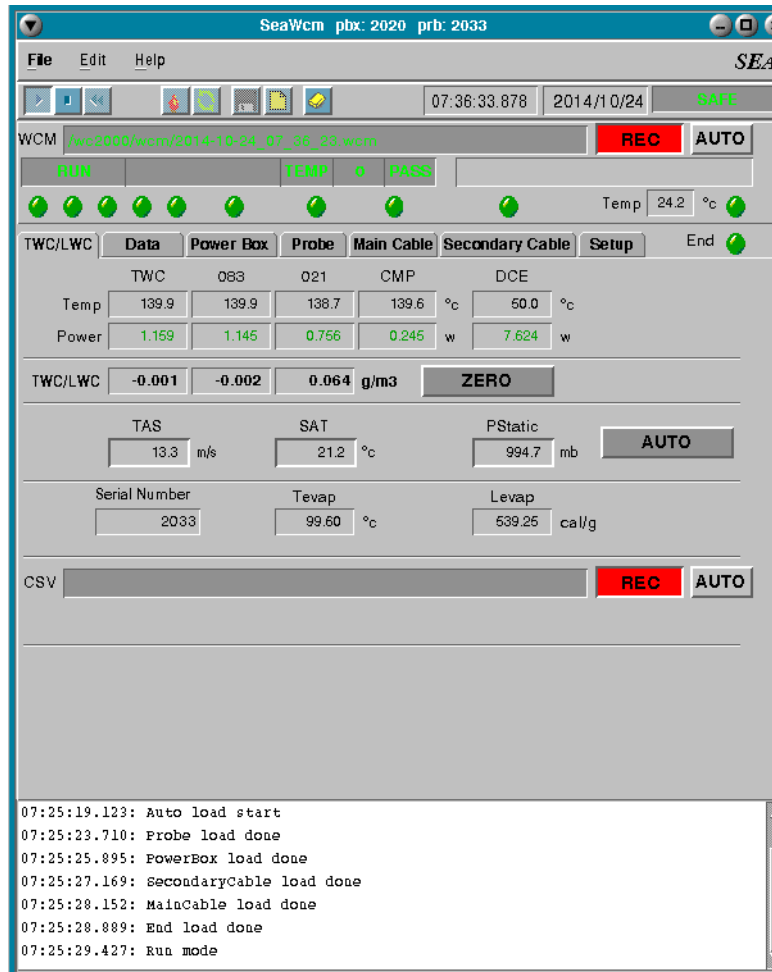 SeaWcm pbx: 2020 prb: 2033
File Edit Help SEA
07:36:33.878 2014/10/24 SAFE
WCM REC AUTO
RUN TEMP 0 PASS
Temp 24.2 °c
TWC/LWC Data Power Box Probe Main Cable Secondary Cable Setup End
TWC 083 021 CMP DCE
Temp 139.9 139.9 138.7 139.6 °c 50.0 °c
Power 1.159 1.145 0.756 0.245 w 7.624 w
TWC/LWC -0.001 -0.002 0.064 g/m3 ZERO
TAS SAT PStatic
13.3 m/s 21.2 °c 994.7 mb AUTO
Serial Number Tevap Levap
2033 99.60 °c 539.25 cal/g
CSV REC AUTO
07:25:19.123: Auto load start
07:25:23.710: Probe load done
07:25:25.895: PowerBox load done
07:25:27.169: SecondaryCable load done
07:25:28.152: MainCable load done
07:25:28.889: End load done
07:25:29.427: Run mode